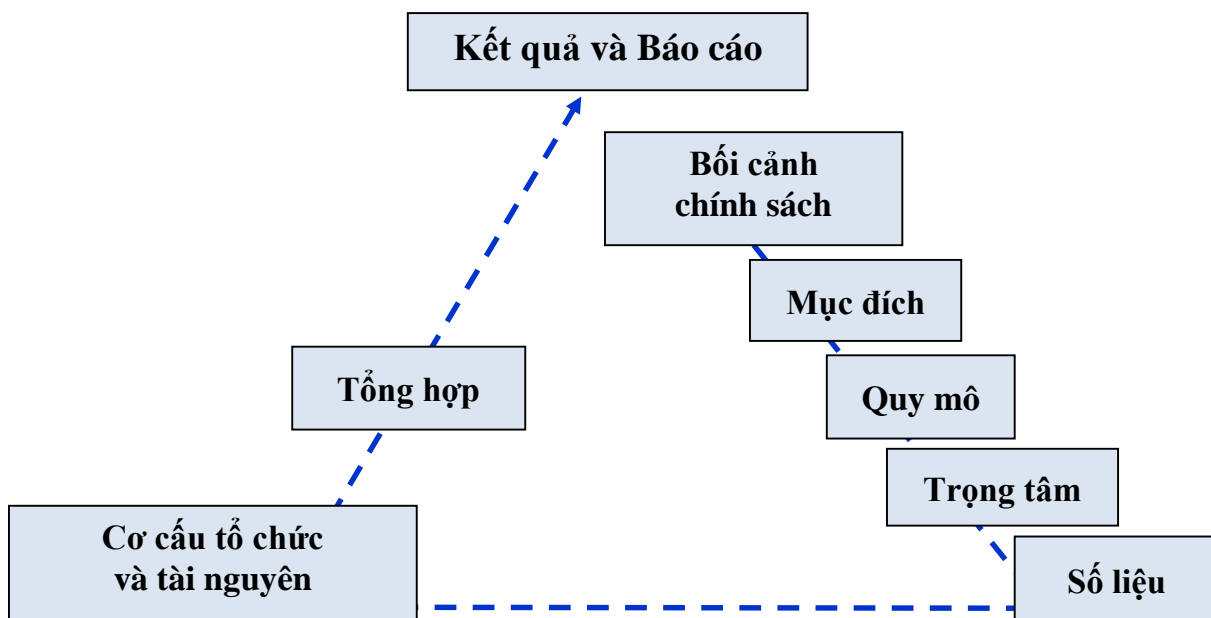 Kết quả và Báo cáo
Bối cảnh
chính sách
Mục đích
Tổng hợp
Quy mô
Trọng tâm
Cơ cấu tổ chức
và tài nguyên
Số liệu